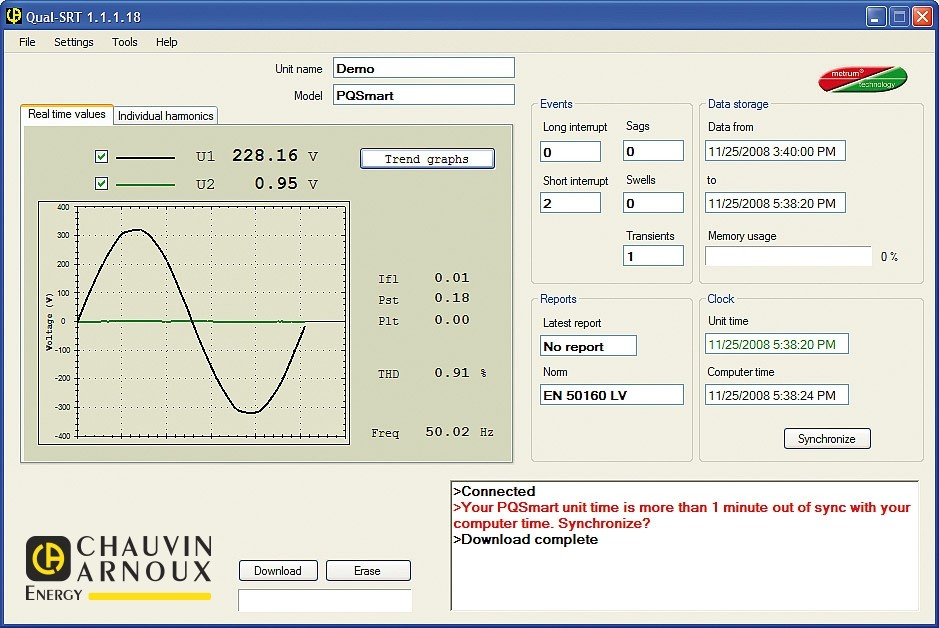 Qual-SRT 1.1.1.18
File Settings Tools Help
Unit name Demo
Model PQSmart
metrum®
technology
Real time values Individual harmonics
U1 228.16 V
U2 0.95 V
Trend graphs
Voltage (V)
400
300
200
100
0
-100
-200
-300
-400
Ifl 0.01
Pst 0.18
Plt 0.00
THD 0.91 %
Freq 50.02 Hz
Events
Long interrupt Sags
0 0
Short interrupt Swells
2 0
Transients
1
Data storage
Data from
11/25/2008 3:40:00 PM
to
11/25/2008 5:38:20 PM
Memory usage
0 %
Reports
Latest report
No report
Norm
EN 50160 LV
Clock
Unit time
11/25/2008 5:38:20 PM
Computer time
11/25/2008 5:38:24 PM
Synchronize
>Connected
>Your PQSmart unit time is more than 1 minute out of sync with your
computer time. Synchronize?
>Download complete
CHAUVIN
ARNOUX
ENERGY
Download Erase